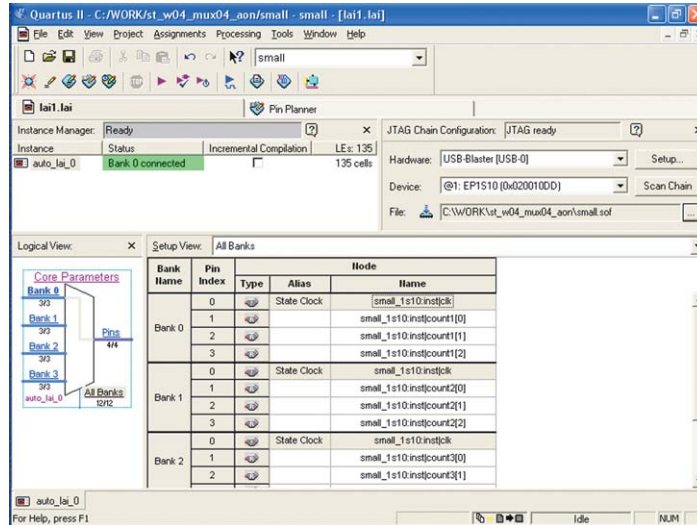 Quartus II - C:/WORK/st_w04_mux04_aon/small - small - [lai1.lai]
File Edit View Project Assignments Processing Tools Window Help
small
lai1.lai
Pin Planner
Instance Manager: Ready
JTAG Chain Configuration: JTAG ready
Instance Status Incremental Compilation LEs: 135
auto_lai_0 Bank 0 connected 135 cells
Hardware: USB-Blaster [USB-0] Setup...
Device: @1: EP1S10 (0x020010DD) Scan Chain
File: C:\WORK\st_w04_mux04_aon\small.sof ...
Logical View: Setup View: All Banks
Core Parameters
Bank 0
3/3
Bank 1
3/3
Bank 2
3/3
Bank 3
3/3
auto_lai_0
Pins
4/4
All Banks
12/12
Bank Name Pin Index Node
Type Alias Name
Bank 0
0 State Clock small_1s10:inst|clk
1 small_1s10:inst|count1[0]
2 small_1s10:inst|count1[1]
3 small_1s10:inst|count1[2]
Bank 1
0 State Clock small_1s10:inst|clk
1 small_1s10:inst|count2[0]
2 small_1s10:inst|count2[1]
3 small_1s10:inst|count2[2]
Bank 2
0 State Clock small_1s10:inst|clk
1 small_1s10:inst|count3[0]
2 small_1s10:inst|count3[1]
auto_lai_0
For Help, press F1 Idle NUM